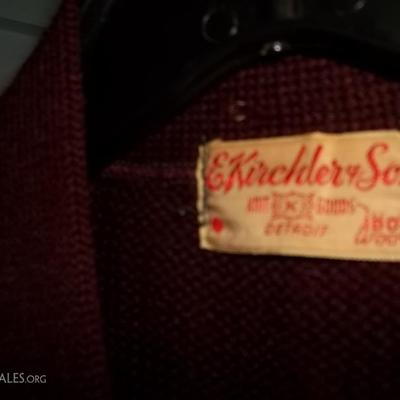 E. Kirchler & So
KNIT K GOODS
DETROIT
ALES.ORG